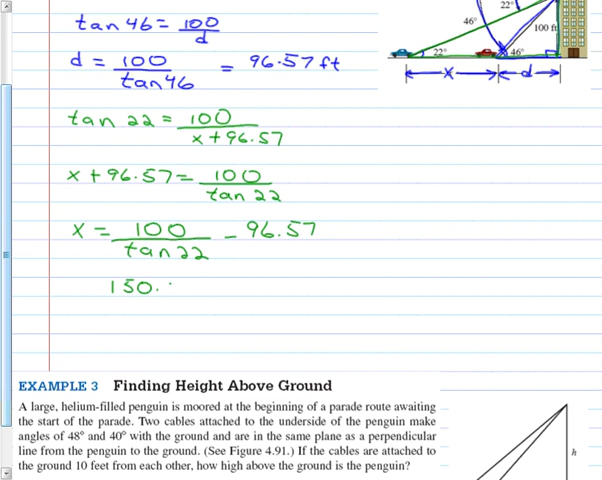 tan 46 = 100/d
d = 100/tan46 = 96.57 ft
tan 22 = 100/x + 96.57
x + 96.57 = 100/tan 22
x = 100/tan 22 - 96.57
150.
22°
46°
100 ft
22°
46°
x
d
EXAMPLE 3 Finding Height Above Ground
A large, helium-filled penguin is moored at the beginning of a parade route awaiting
the start of the parade. Two cables attached to the underside of the penguin make
angles of 48° and 40° with the ground and are in the same plane as a perpendicular
line from the penguin to the ground. (See Figure 4.91.) If the cables are attached to
the ground 10 feet from each other, how high above the ground is the penguin?
h